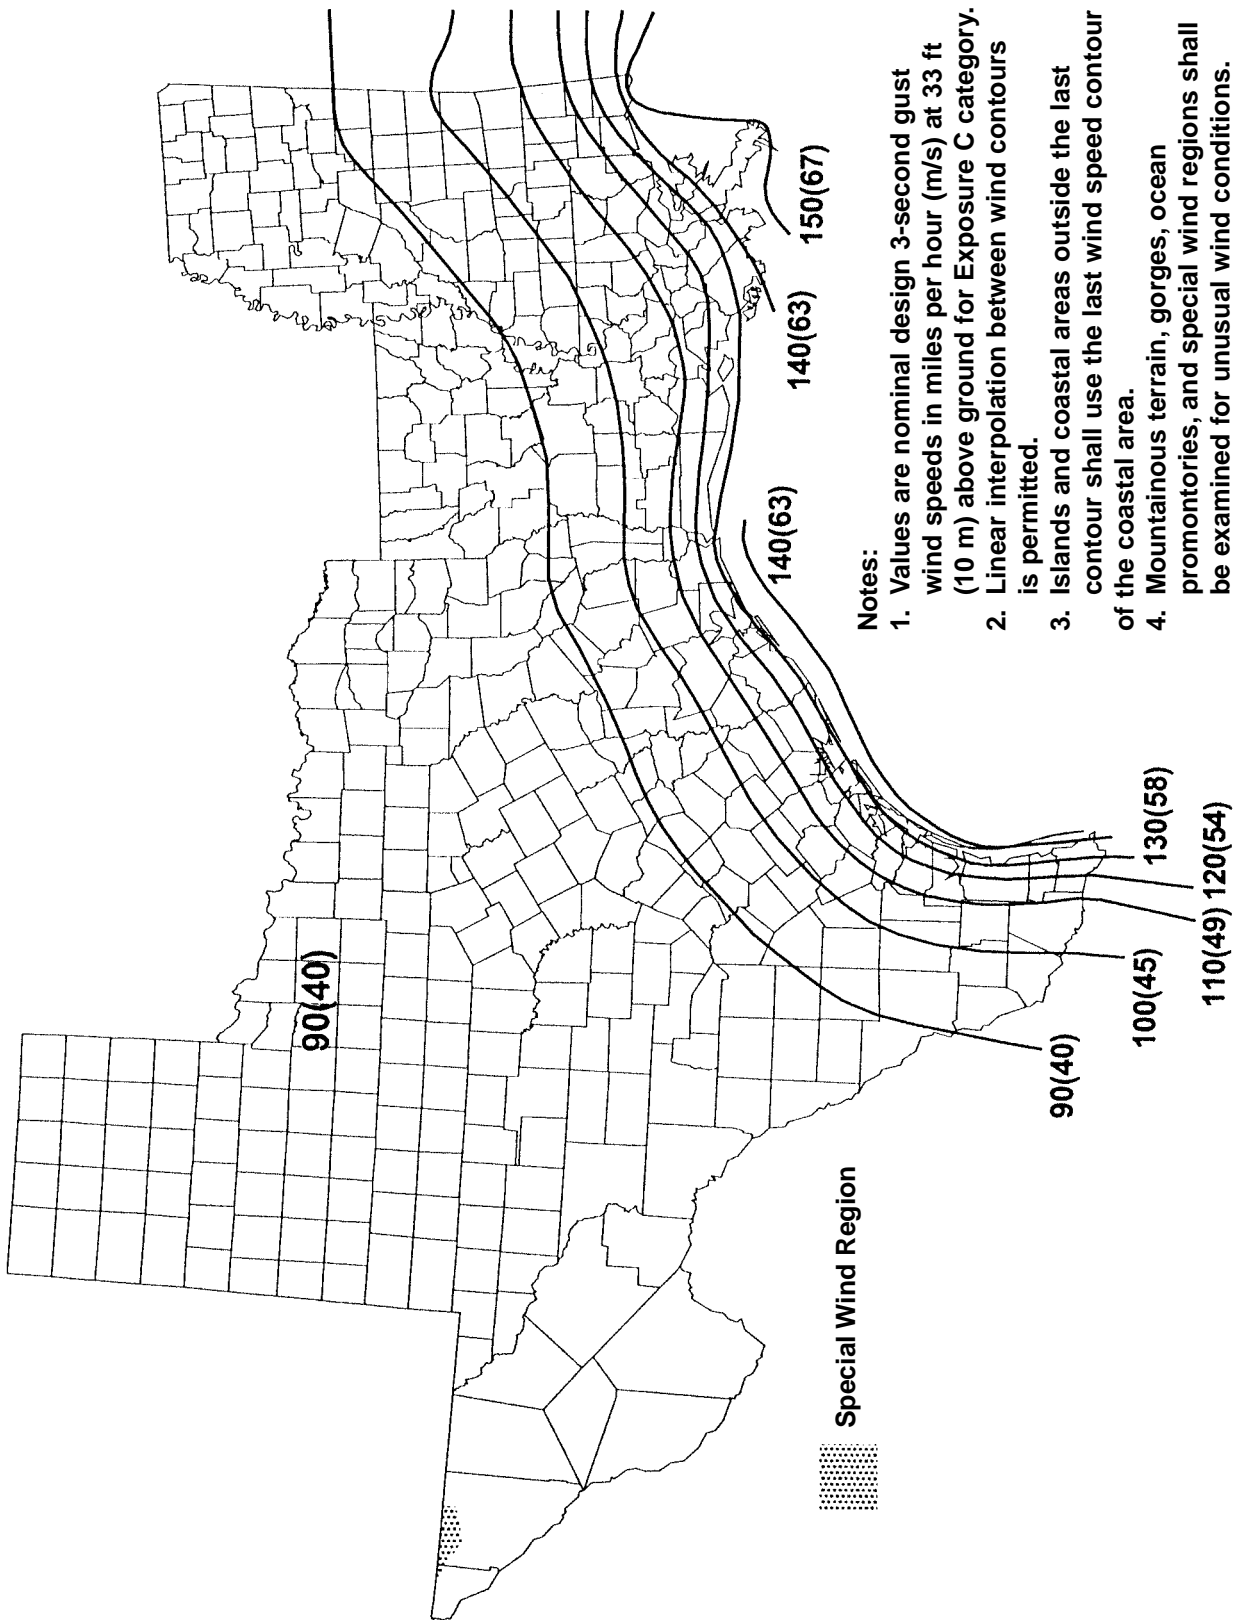 90(40)
Special Wind Region
90(40)
100(45)
110(49)
120(54)
130(58)
140(63)
140(63)
150(67)
Notes:
1. Values are nominal design 3-second gust
wind speeds in miles per hour (m/s) at 33 ft
(10 m) above ground for Exposure C category.
2. Linear interpolation between wind contours
is permitted.
3. Islands and coastal areas outside the last
contour shall use the last wind speed contour
of the coastal area.
4. Mountainous terrain, gorges, ocean
promontories, and special wind regions shall
be examined for unusual wind conditions.